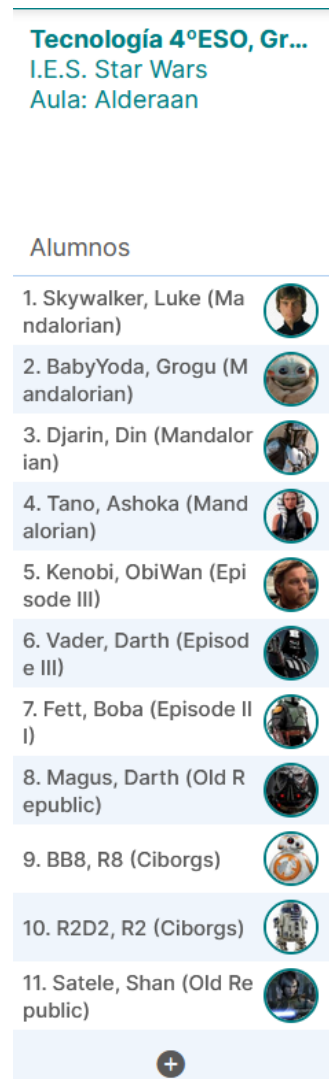 Tecnología 4ºESO, Gr...
I.E.S. Star Wars
Aula: Alderaan
Alumnos
1. Skywalker, Luke (Ma
ndalorian)
2. BabyYoda, Grogu (M
andalorian)
3. Djarin, Din (Mandalor
ian)
4. Tano, Ashoka (Mand
alorian)
5. Kenobi, ObiWan (Epi
sode III)
6. Vader, Darth (Episod
e III)
7. Fett, Boba (Episode II
I)
8. Magus, Darth (Old R
epublic)
9. BB8, R8 (Ciborgs)
10. R2D2, R2 (Ciborgs)
11. Satele, Shan (Old Re
public)